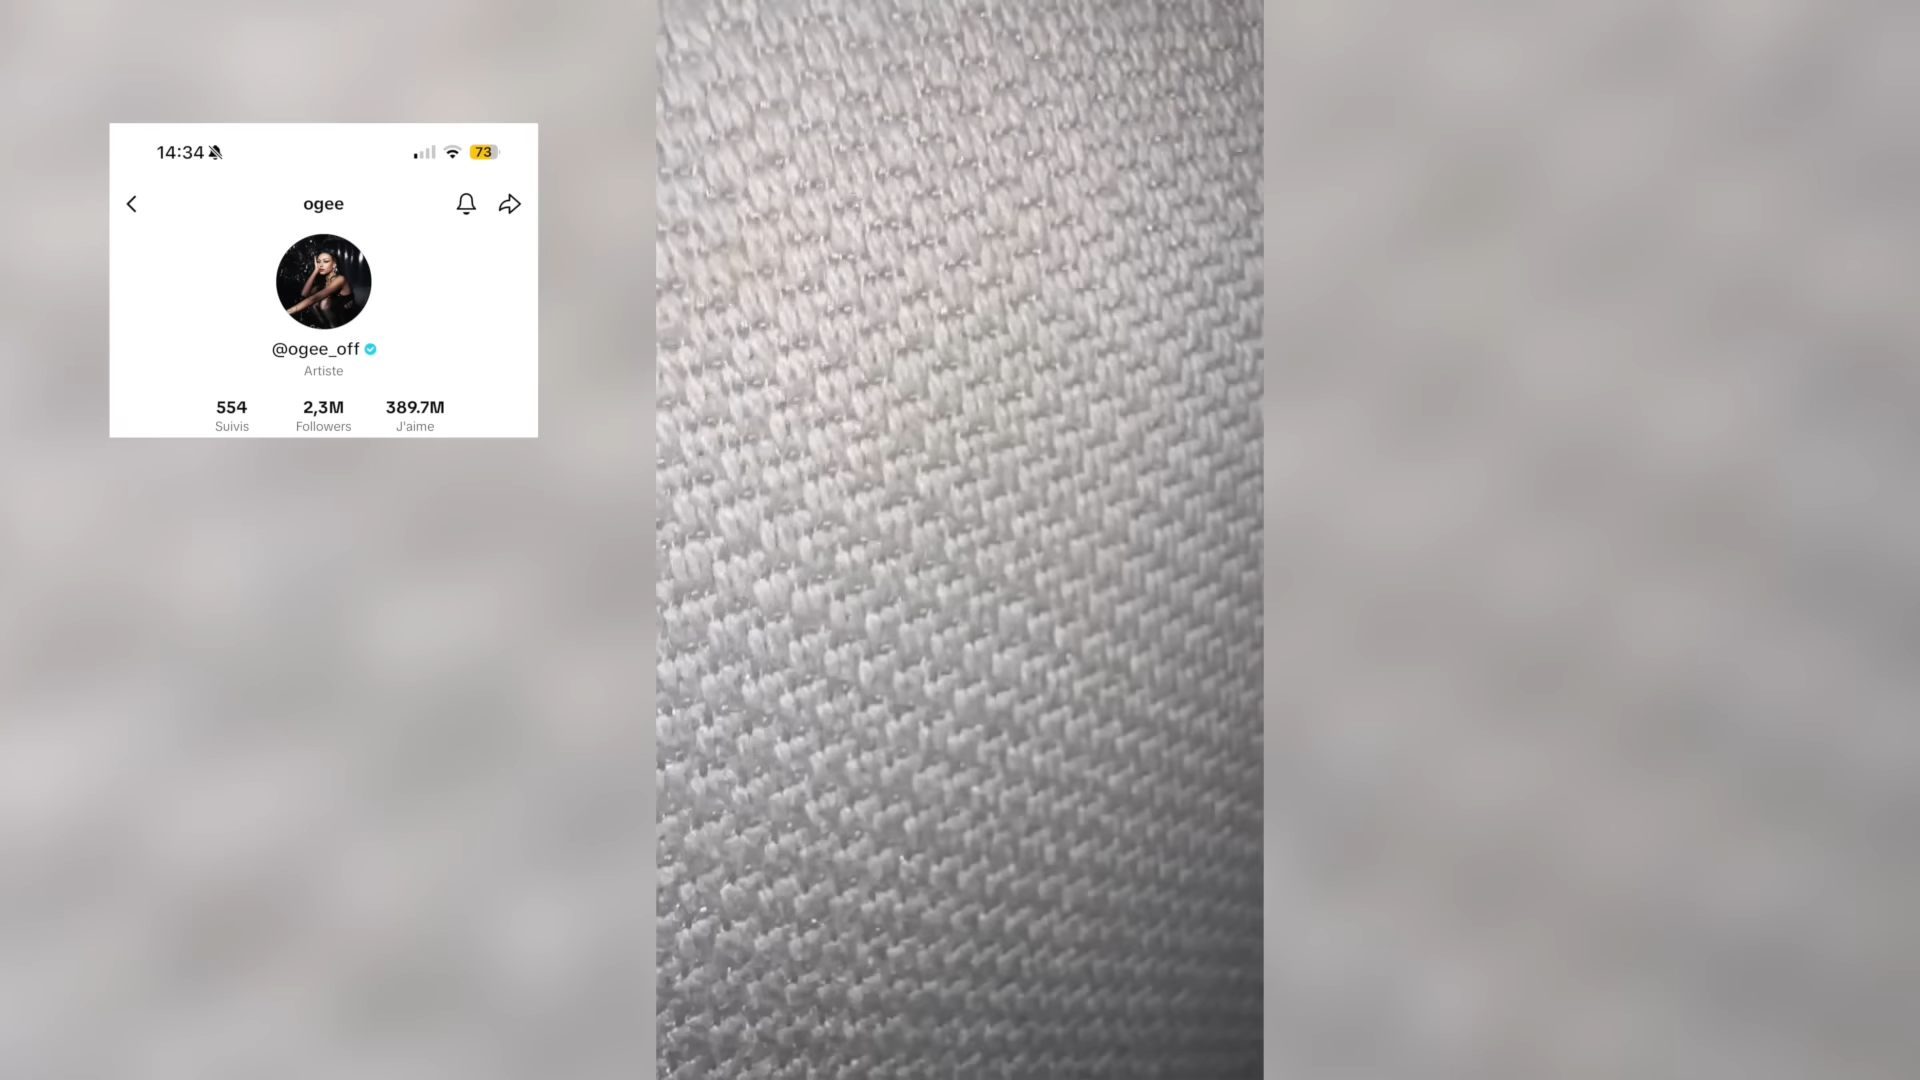 14:34
73
ogee
@ogee_off
Artiste
554 2,3M 389.7M
Suivis Followers J'aime